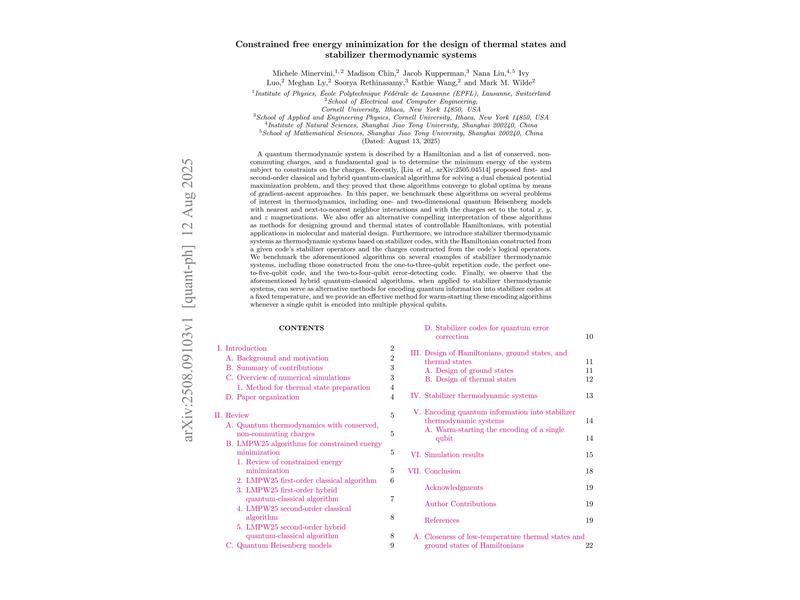 Constrained free energy minimization for the design of thermal states and
stabilizer thermodynamic systems
Michele Minervini,1, 2 Madison Chin,2 Jacob Kupperman,3 Nana Liu,4, 5 Ivy
Luo,2 Meghan Ly,2 Soorya Rethinasamy,3 Kathie Wang,2 and Mark M. Wilde2
1Institute of Physics, École Polytechnique Fédérale de Lausanne (EPFL), Lausanne, Switzerland
2School of Electrical and Computer Engineering,
Cornell University, Ithaca, New York 14850, USA
3School of Applied and Engineering Physics, Cornell University, Ithaca, New York 14850, USA
4Institute of Natural Sciences, Shanghai Jiao Tong University, Shanghai 200240, China
5School of Mathematical Sciences, Shanghai Jiao Tong University, Shanghai 200240, China
(Dated: August 13, 2025)
A quantum thermodynamic system is described by a Hamiltonian and a list of conserved, non-
commuting charges, and a fundamental goal is to determine the minimum energy of the system
subject to constraints on the charges. Recently, [Liu et al., arXiv:2505.04514] proposed first- and
second-order classical and hybrid quantum-classical algorithms for solving a dual chemical potential
maximization problem, and they proved that these algorithms converge to global optima by means
of gradient-ascent approaches. In this paper, we benchmark these algorithms on several problems
of interest in thermodynamics, including one- and two-dimensional quantum Heisenberg models
with nearest and next-to-nearest neighbor interactions and with the charges set to the total x, y,
and z magnetizations. We also offer an alternative compelling interpretation of these algorithms
as methods for designing ground and thermal states of controllable Hamiltonians, with potential
applications in molecular and material design. Furthermore, we introduce stabilizer thermodynamic
systems as thermodynamic systems based on stabilizer codes, with the Hamiltonian constructed
from a given code's stabilizer operators and the charges constructed from the code's logical operators.
We benchmark the aforementioned algorithms on several examples of stabilizer thermodynamic
systems, including those constructed from the one-to-three-qubit repetition code, the perfect one-
to-five-qubit code, and the two-to-four-qubit error-detecting code. Finally, we observe that the
aforementioned hybrid quantum-classical algorithms, when applied to stabilizer thermodynamic
systems, can serve as alternative methods for encoding quantum information into stabilizer codes at
a fixed temperature, and we provide an effective method for warm-starting these encoding algorithms
whenever a single qubit is encoded into multiple physical qubits.
arXiv:2508.09103v1 [quant-ph] 12 Aug 2025
CONTENTS
I. Introduction 2
A. Background and motivation 2
B. Summary of contributions 3
C. Overview of numerical simulations 3
1. Method for thermal state preparation 4
D. Paper organization 4
II. Review 5
A. Quantum thermodynamics with conserved,
non-commuting charges 5
B. LMPW25 algorithms for constrained energy
minimization 5
1. Review of constrained energy
minimization 5
2. LMPW25 first-order classical algorithm 6
3. LMPW25 first-order hybrid
quantum-classical algorithm 7
4. LMPW25 second-order classical
algorithm 8
5. LMPW25 second-order hybrid
quantum-classical algorithm 8
C. Quantum Heisenberg models 9
D. Stabilizer codes for quantum error
correction 10
III. Design of Hamiltonians, ground states, and
thermal states 11
A. Design of ground states 11
B. Design of thermal states 12
IV. Stabilizer thermodynamic systems 13
V. Encoding quantum information into stabilizer
thermodynamic systems 14
A. Warm-starting the encoding of a single
qubit 14
VI. Simulation results 15
VII. Conclusion 18
Acknowledgments 19
Author Contributions 19
References 19
A. Closeness of low-temperature thermal states and
ground states of Hamiltonians 22